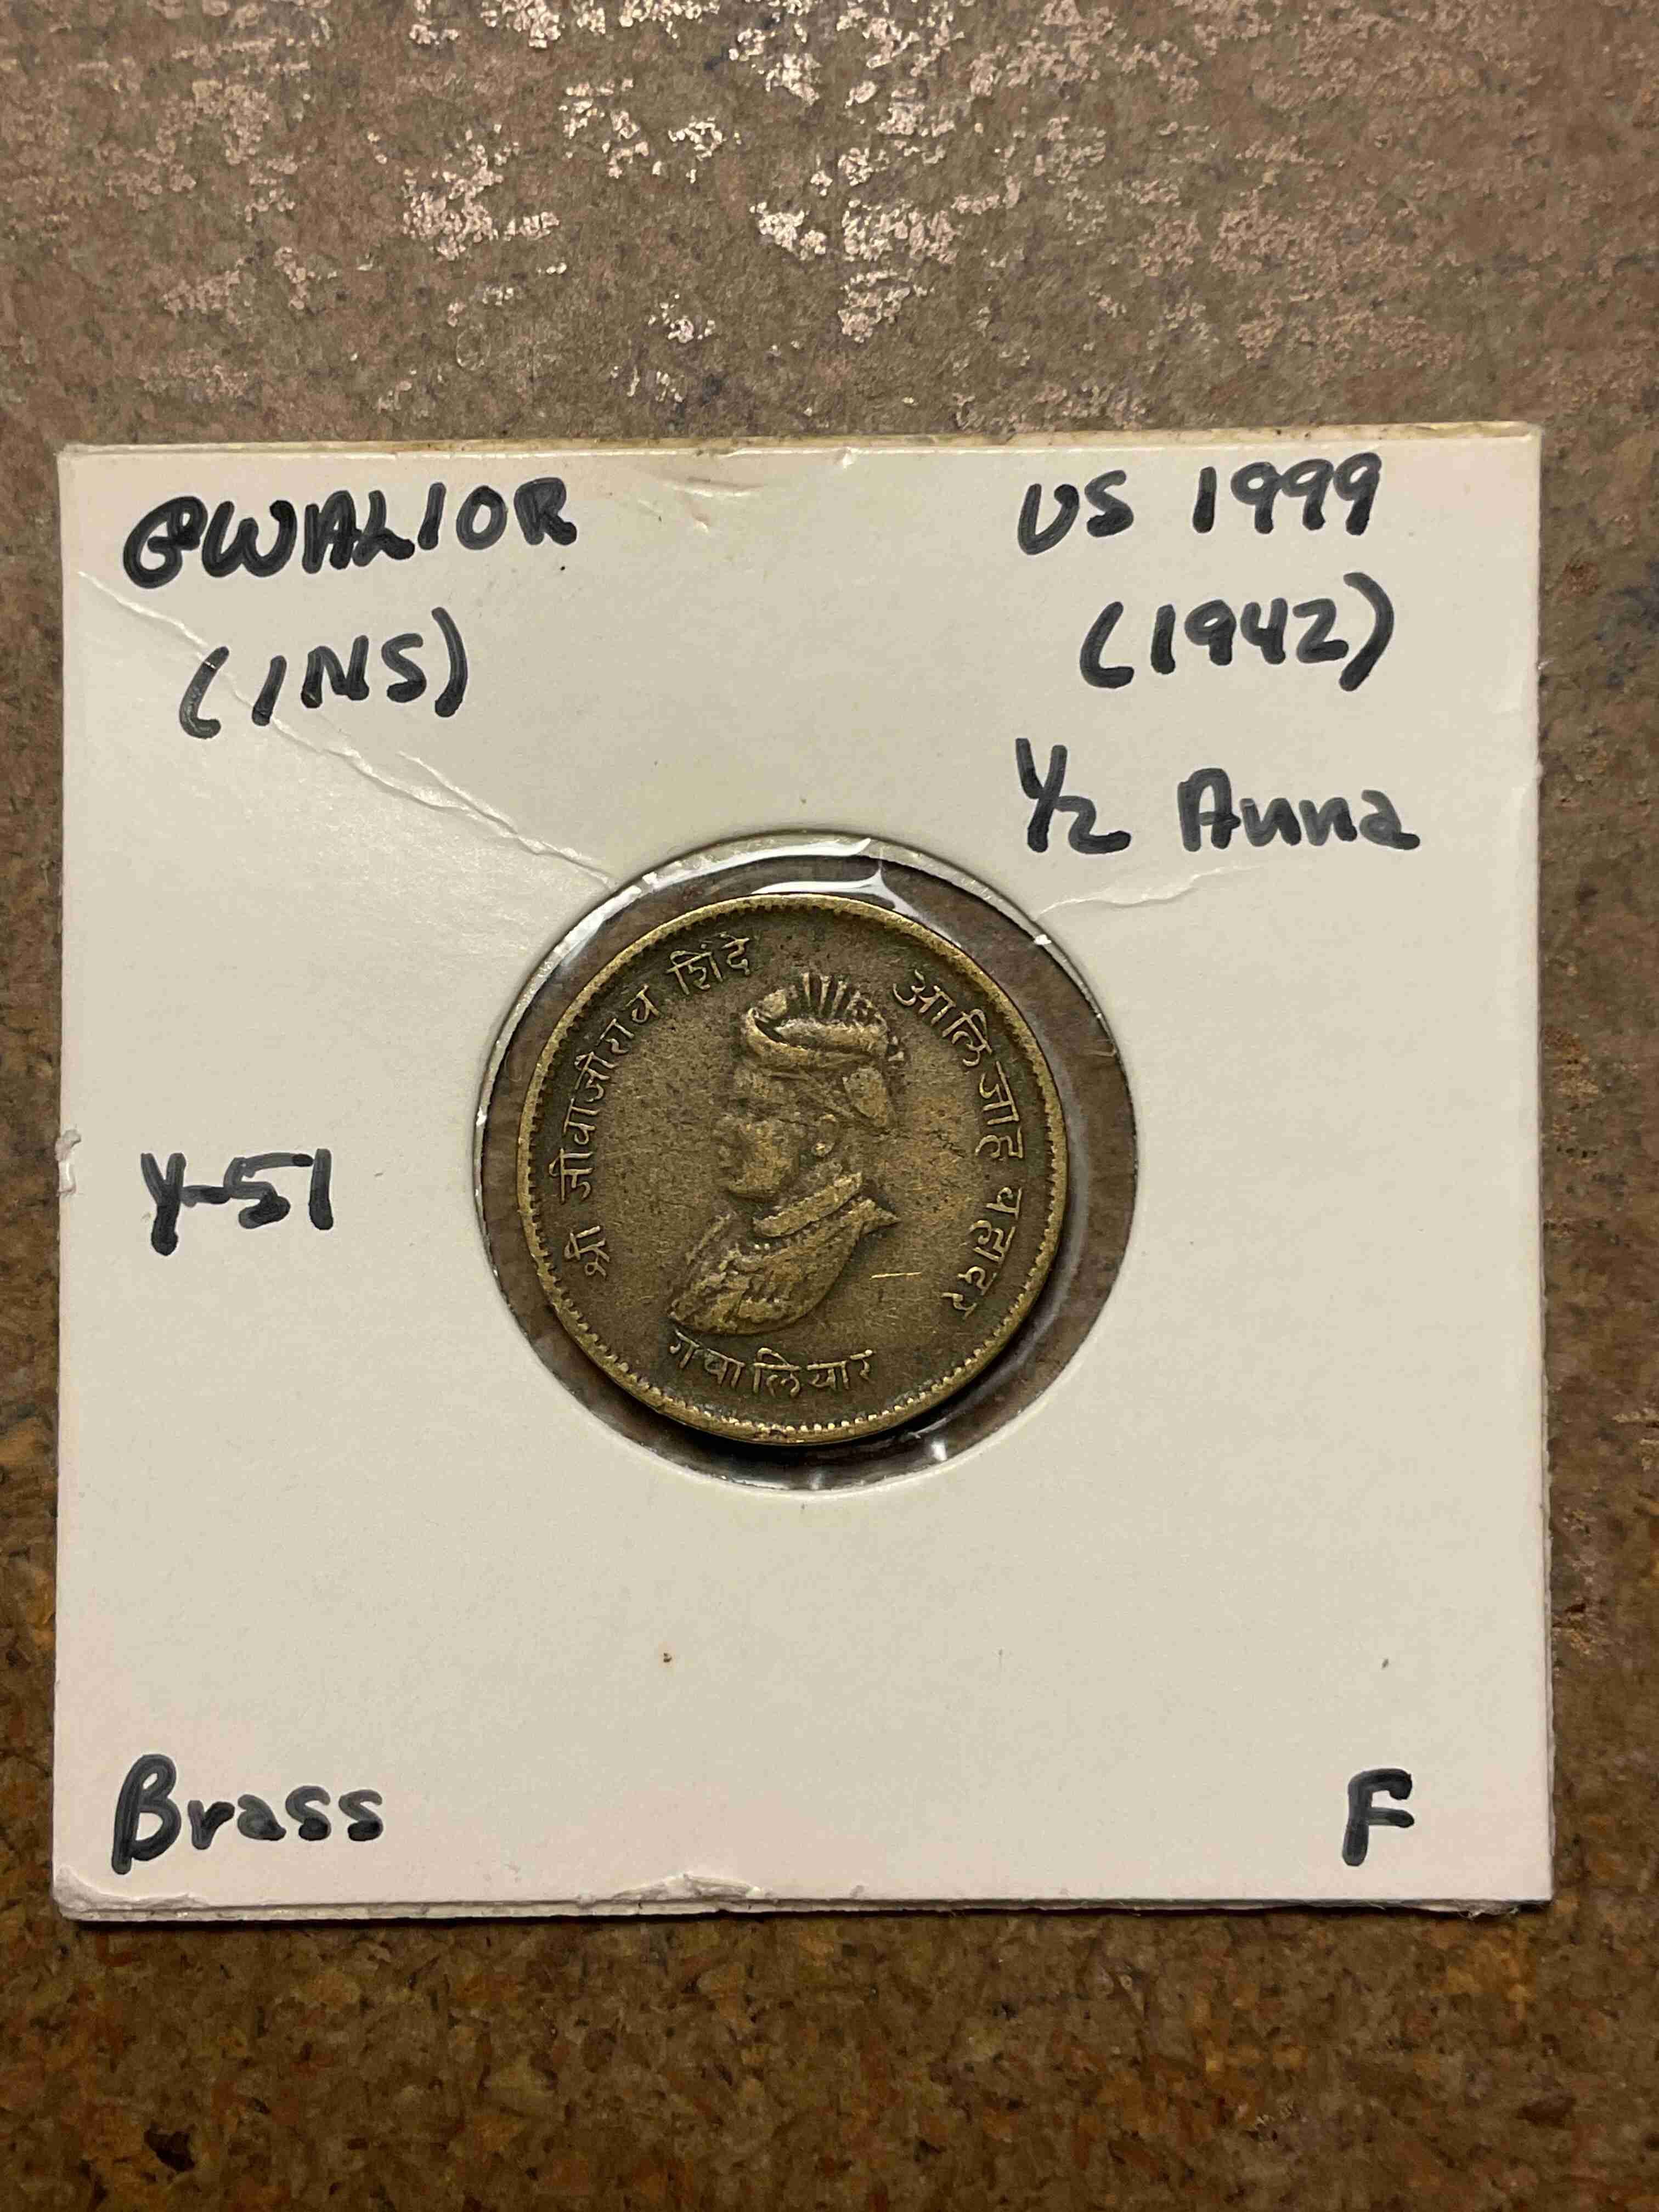 GWALIOR
(INS)
VS 1999
(1942)
1/2 Anna
श्री जीवाजीराव शिंदे
आलिजाह बहादर
गवालियार
Y-51
Brass
F